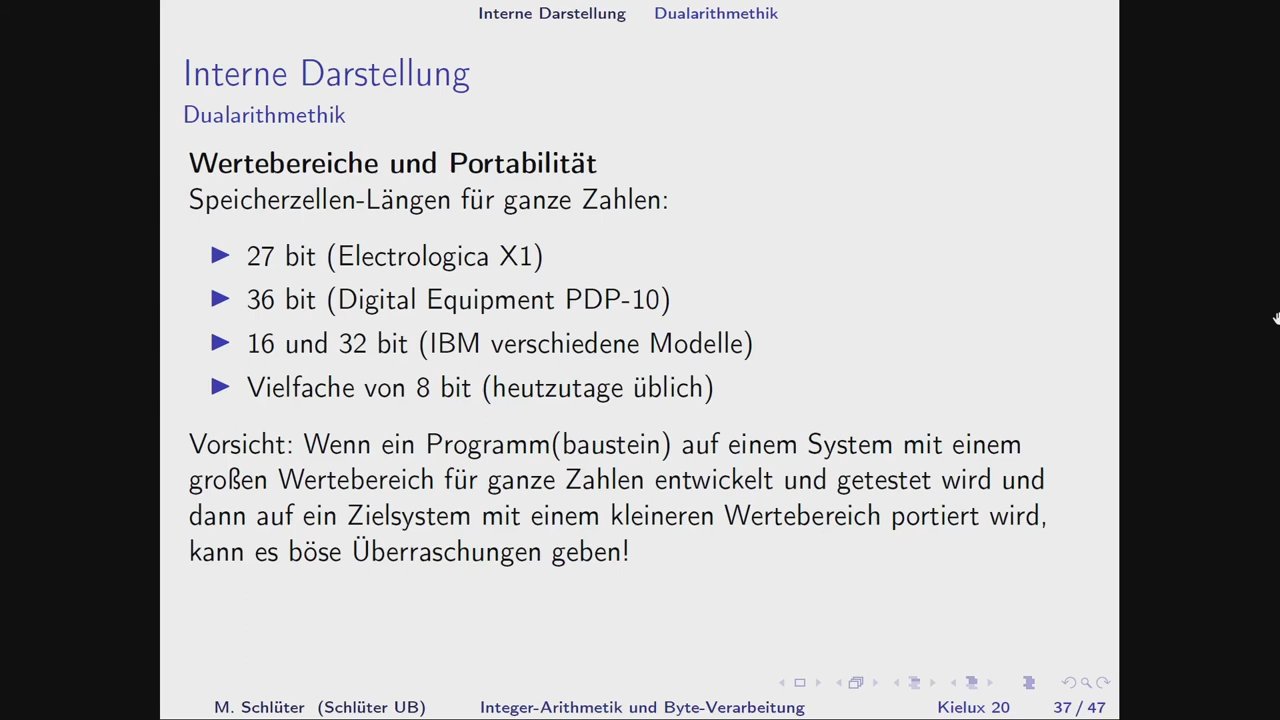 Interne Darstellung Dualarithmethik
Interne Darstellung
Dualarithmethik
Wertebereiche und Portabilität
Speicherzellen-Längen für ganze Zahlen:
27 bit (Electrologica X1)
36 bit (Digital Equipment PDP-10)
16 und 32 bit (IBM verschiedene Modelle)
Vielfache von 8 bit (heutzutage üblich)
Vorsicht: Wenn ein Programm(baustein) auf einem System mit einem
großen Wertebereich für ganze Zahlen entwickelt und getestet wird und
dann auf ein Zielsystem mit einem kleineren Wertebereich portiert wird,
kann es böse Überraschungen geben!
M. Schlüter (Schlüter UB) Integer-Arithmetik und Byte-Verarbeitung Kielux 20 37 / 47